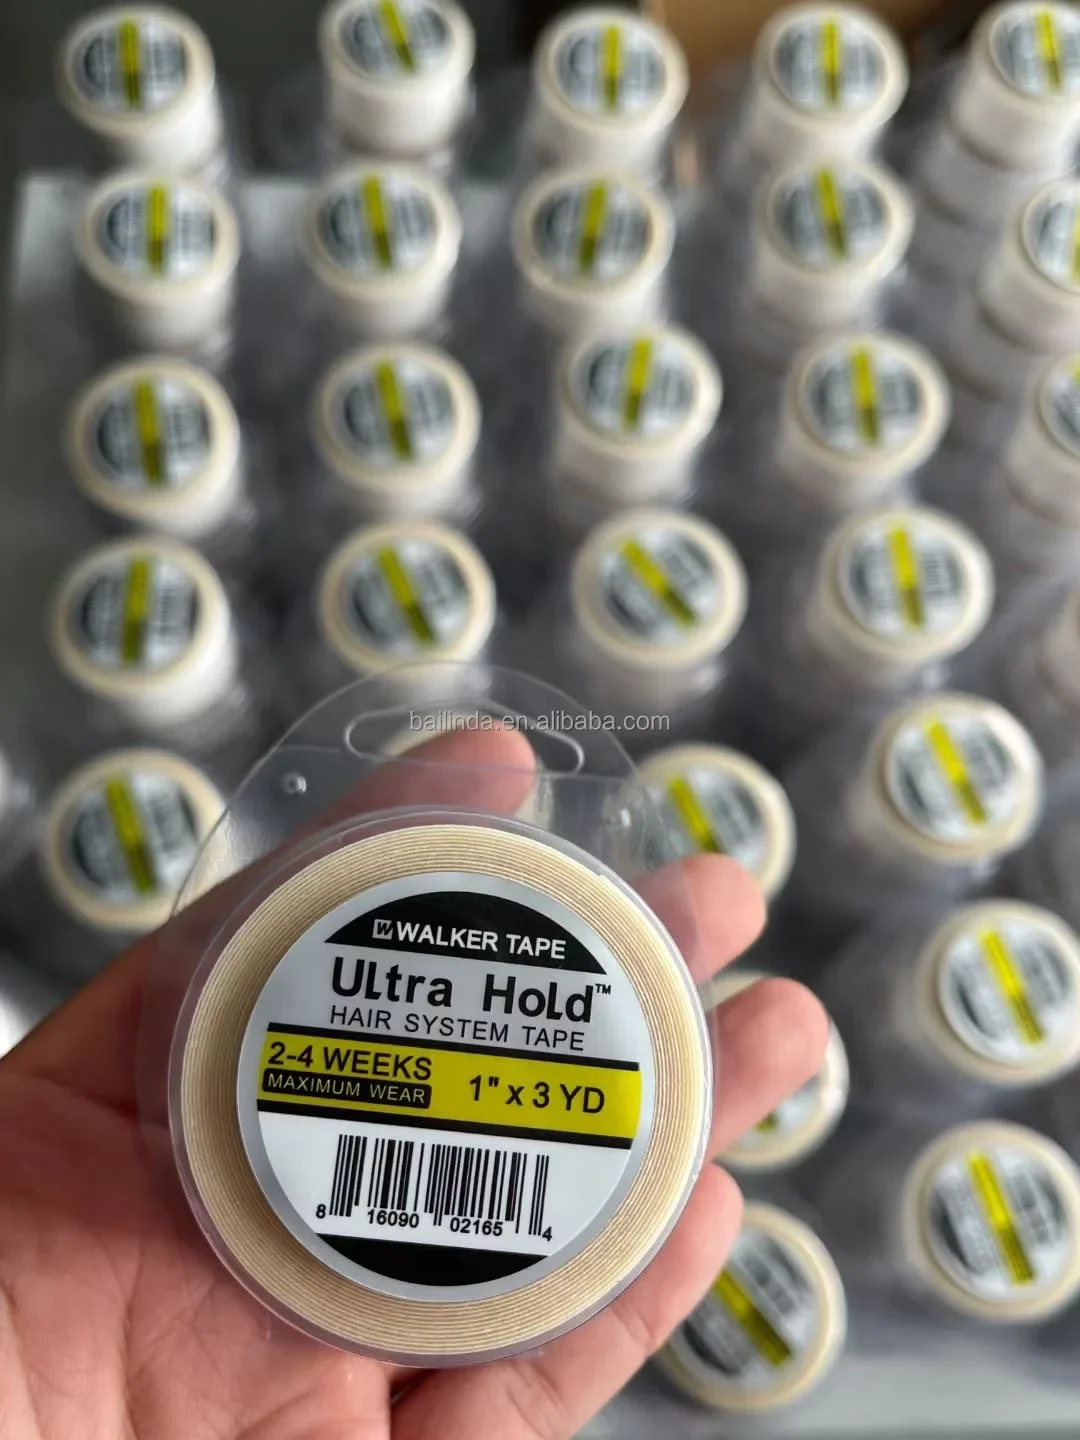 bailinda.en.alibaba.com
W WALKER TAPE
Ultra Hold™
HAIR SYSTEM TAPE
2-4 WEEKS
MAXIMUM WEAR
1" x 3 YD
8 16090 02165 4